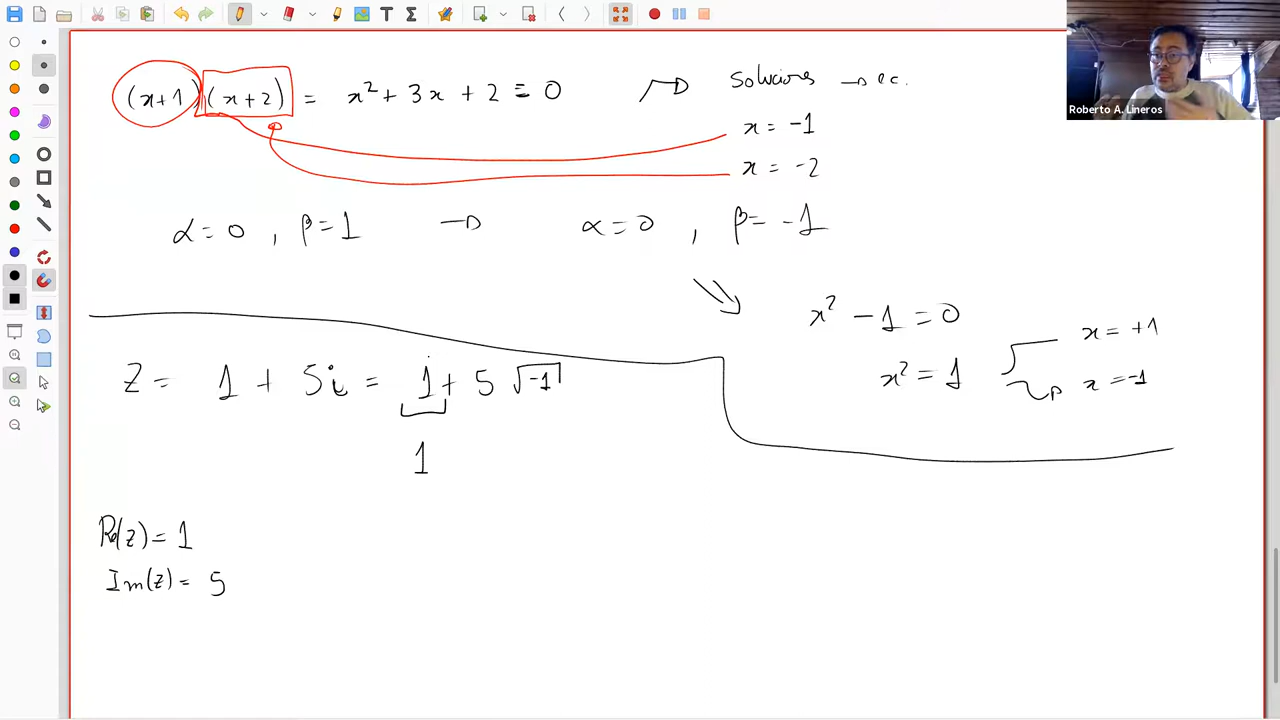 Roberto A. Lineros
(x+1) (x+2) = x² + 3x + 2 = 0 → Soluciones → ec.
x = -1
x = -2
α = 0 , β = 1 → α = 0 , β = -1
x² - 1 = 0
x² = 1
x = +1
x = -1
Z = 1 + 5i = 1 + 5 √-1
1
Re(z) = 1
Im(z) = 5